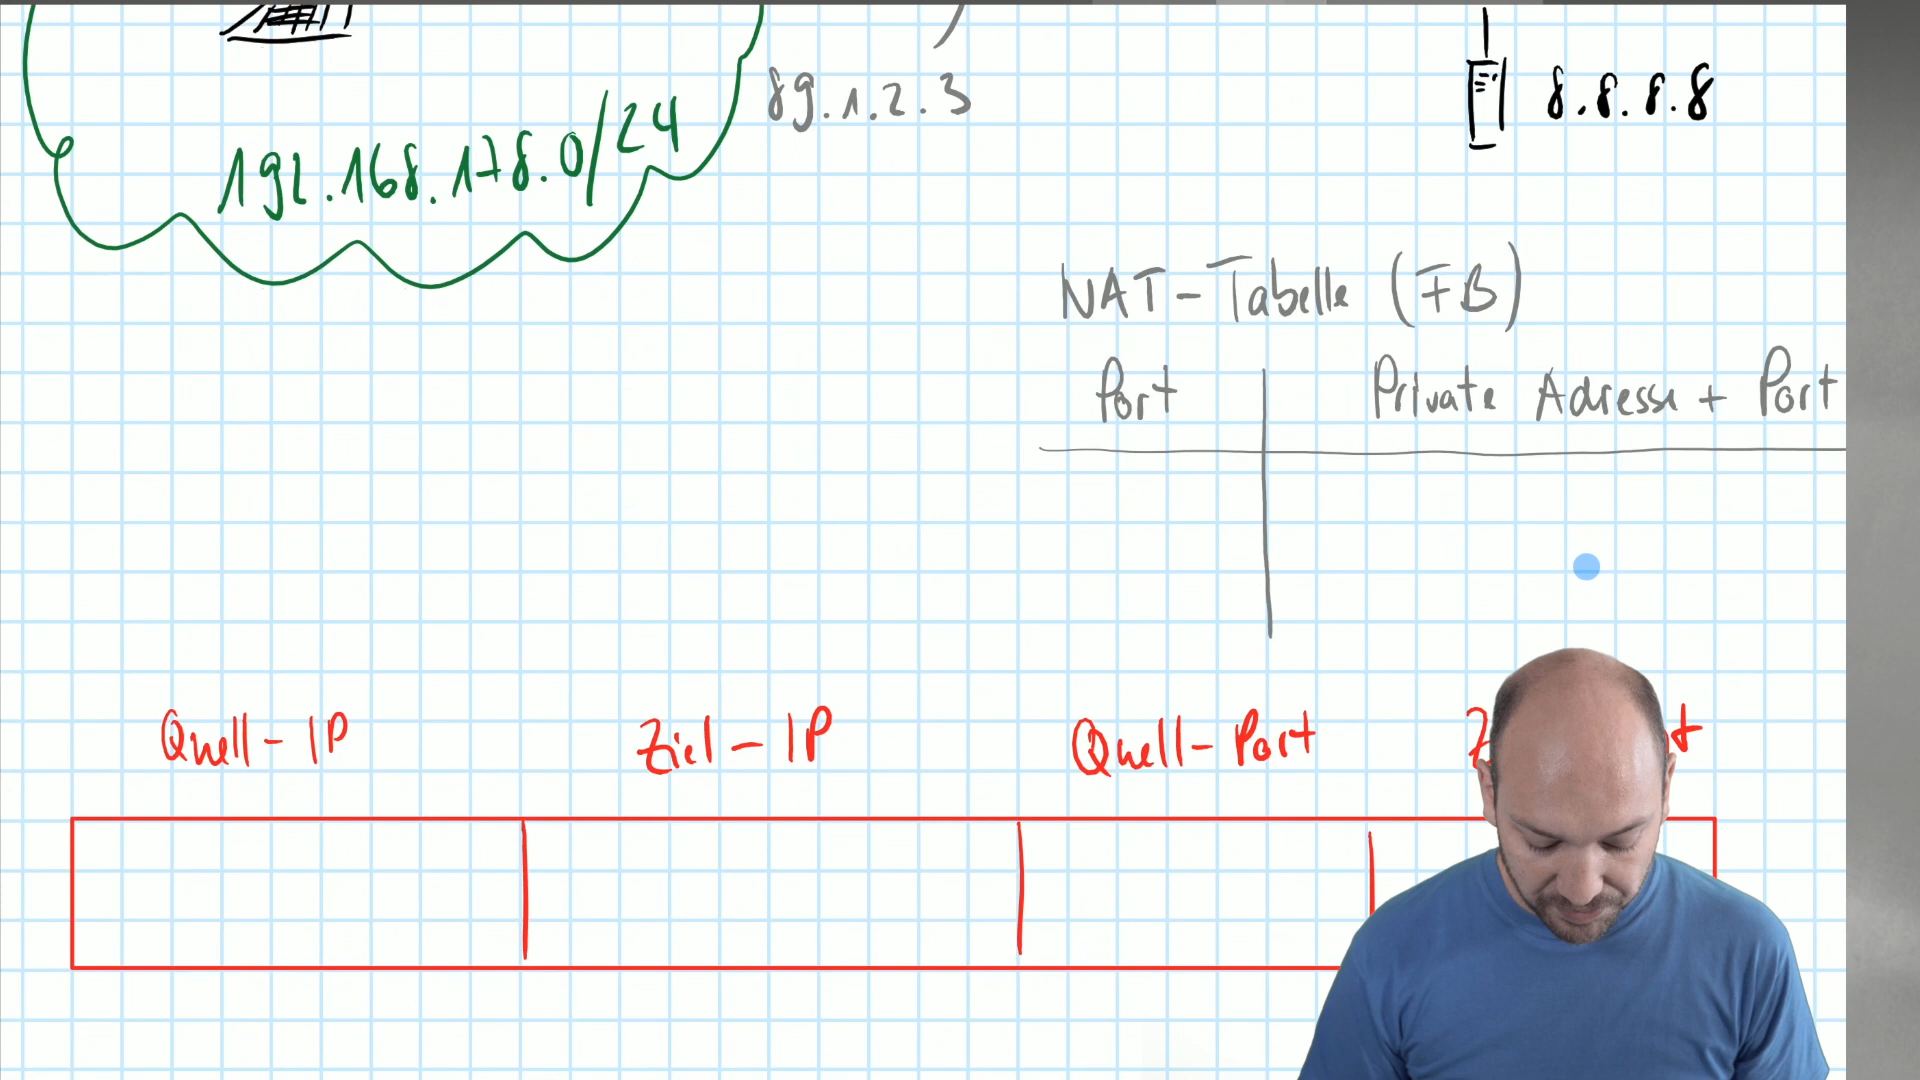 89.1.2.3
8.8.8.8
192.168.178.0/24
NAT-Tabelle (FB)
Port
Private Adresse + Port
Quell-IP
Ziel-IP
Quell-Port